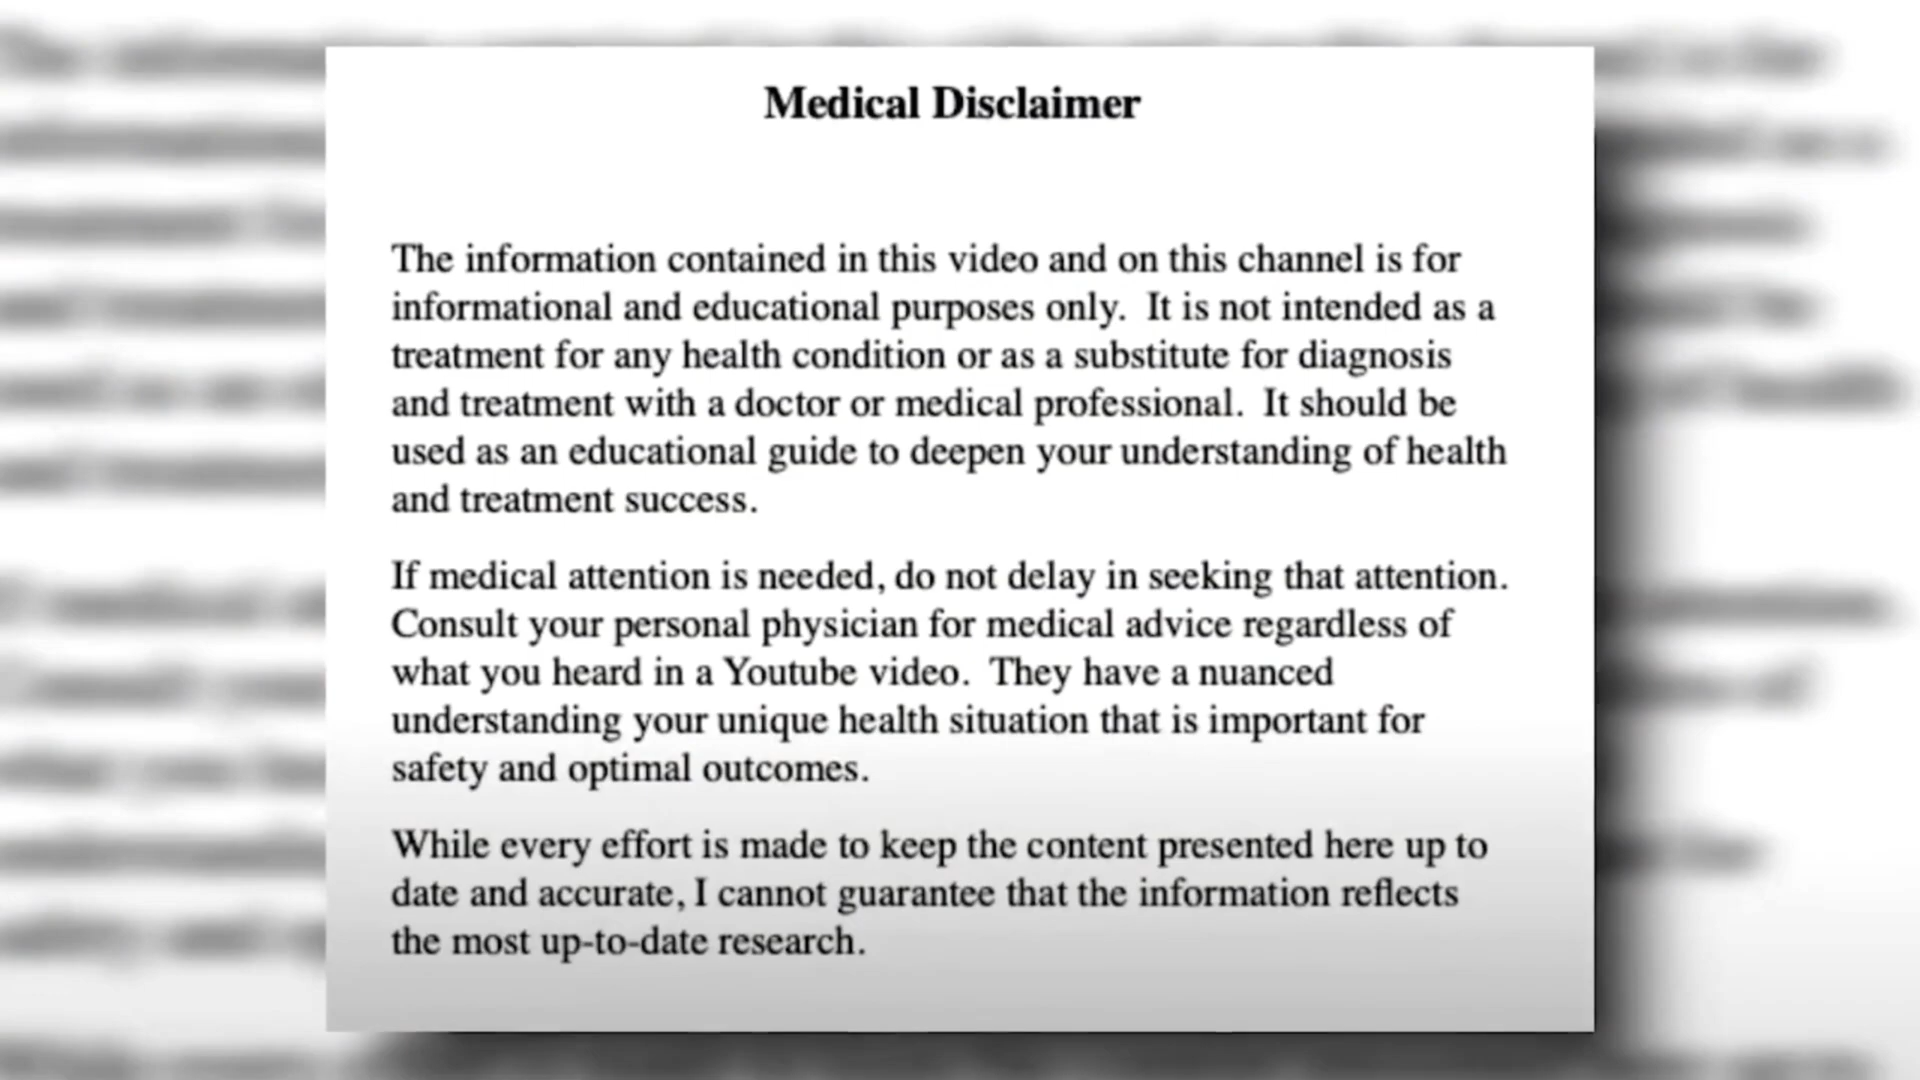 Medical Disclaimer
The information contained in this video and on this channel is for
informational and educational purposes only. It is not intended as a
treatment for any health condition or as a substitute for diagnosis
and treatment with a doctor or medical professional. It should be
used as an educational guide to deepen your understanding of health
and treatment success.
If medical attention is needed, do not delay in seeking that attention.
Consult your personal physician for medical advice regardless of
what you heard in a Youtube video. They have a nuanced
understanding your unique health situation that is important for
safety and optimal outcomes.
While every effort is made to keep the content presented here up to
date and accurate, I cannot guarantee that the information reflects
the most up-to-date research.